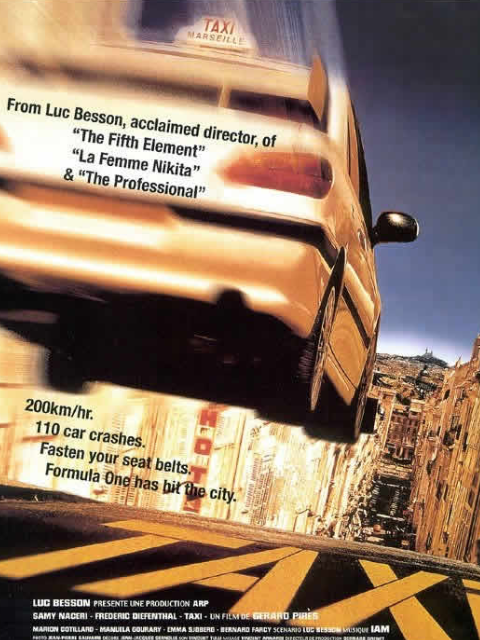 TAXI
MARSEILLE
From Luc Besson, acclaimed director, of
"The Fifth Element"
"La Femme Nikita"
& "The Professional"
200km/hr.
110 car crashes.
Fasten your seat belts.
Formula One has hit the city.
HOTEL
LUC BESSON PRESENTE UNE PRODUCTION ARP
SAMY NACERI - FREDERIC DIEFENTHAL - TAXI - UN FILM DE GERARD PIRES
MARION COTILLARD - MANUELA GOURARY - EMMA SJOBERG - BERNARD FARCY SCENARIO LUC BESSON MUSIQUE IAM